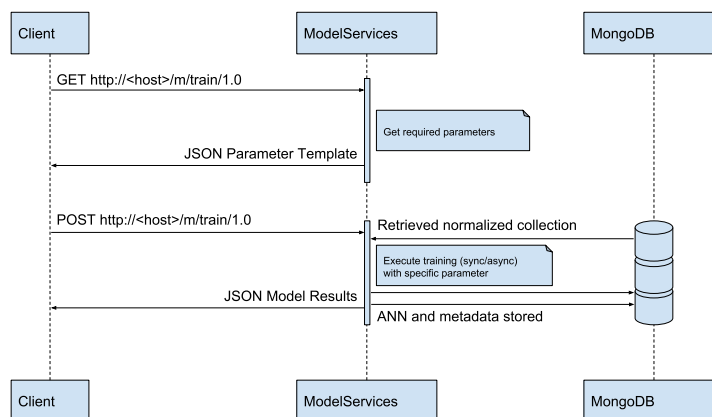 Client
ModelServices
MongoDB
GET http://<host>/m/train/1.0
Get required parameters
JSON Parameter Template
POST http://<host>/m/train/1.0
Retrieved normalized collection
Execute training (sync/async)
with specific parameter
JSON Model Results
ANN and metadata stored
Client
ModelServices
MongoDB